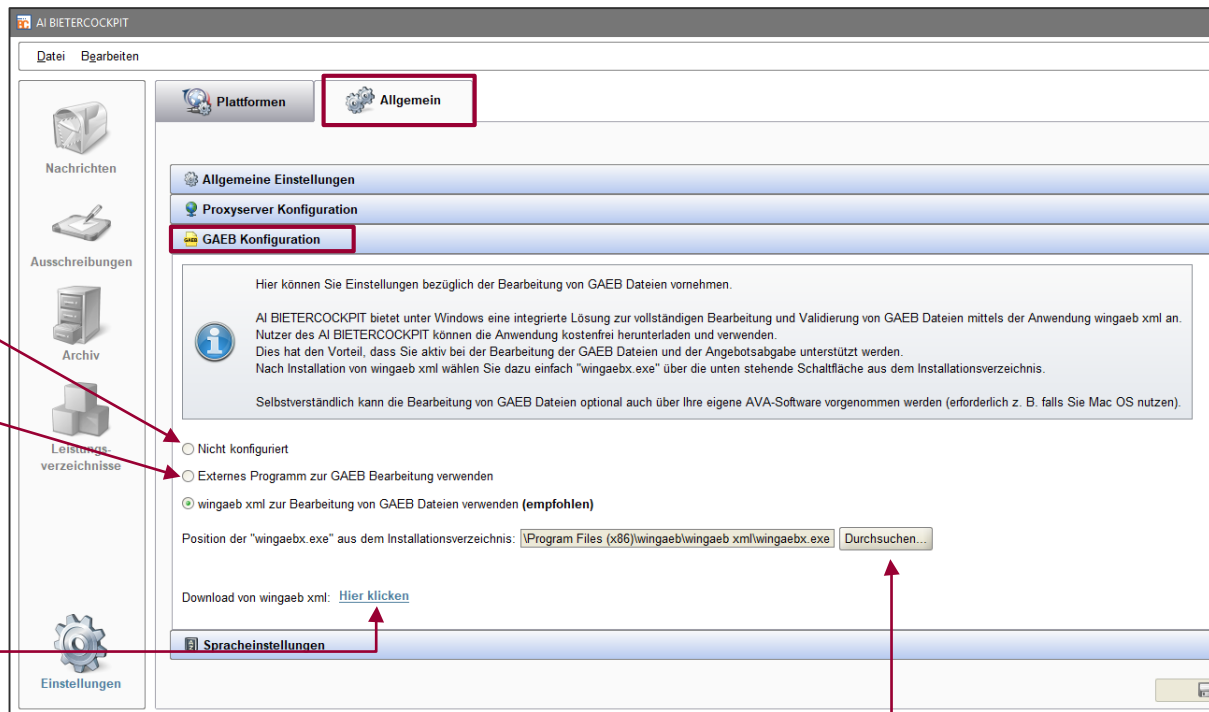 AI BIETERCOCKPIT
Datei Bearbeiten
Nachrichten
Ausschreibungen
Archiv
Leistungs-
verzeichnisse
Einstellungen
Plattformen
Allgemein
Allgemeine Einstellungen
Proxyserver Konfiguration
GAEB GAEB Konfiguration
Hier können Sie Einstellungen bezüglich der Bearbeitung von GAEB Dateien vornehmen.
AI BIETERCOCKPIT bietet unter Windows eine integrierte Lösung zur vollständigen Bearbeitung und Validierung von GAEB Dateien mittels der Anwendung wingaeb xml an.
Nutzer des AI BIETERCOCKPIT können die Anwendung kostenfrei herunterladen und verwenden.
Dies hat den Vorteil, dass Sie aktiv bei der Bearbeitung der GAEB Dateien und der Angebotsabgabe unterstützt werden.
Nach Installation von wingaeb xml wählen Sie dazu einfach "wingaebx.exe" über die unten stehende Schaltfläche aus dem Installationsverzeichnis.
Selbstverständlich kann die Bearbeitung von GAEB Dateien optional auch über Ihre eigene AVA-Software vorgenommen werden (erforderlich z. B. falls Sie Mac OS nutzen).
Nicht konfiguriert
Externes Programm zur GAEB Bearbeitung verwenden
wingaeb xml zur Bearbeitung von GAEB Dateien verwenden (empfohlen)
Position der "wingaebx.exe" aus dem Installationsverzeichnis: \Program Files (x86)\wingaeb\wingaeb xml\wingaebx.exe Durchsuchen...
Download von wingaeb xml: Hier klicken
Spracheinstellungen